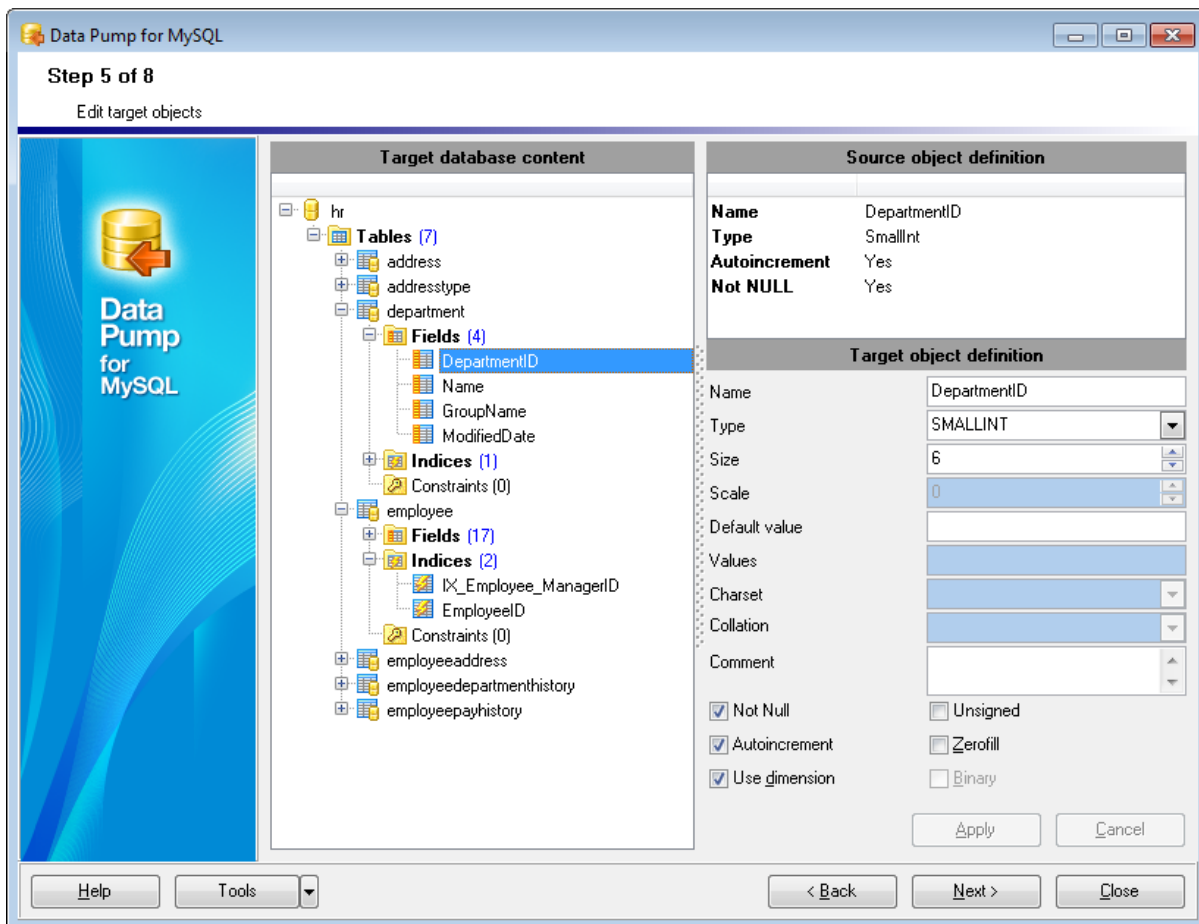 Data Pump for MySQL
Step 5 of 8
Edit target objects
Data
Pump
for
MySQL
Target database content
hr
Tables (7)
address
addresstype
department
Fields (4)
DepartmentID
Name
GroupName
ModifiedDate
Indices (1)
Constraints (0)
employee
Fields (17)
Indices (2)
IX_Employee_ManagerID
EmployeeID
Constraints (0)
employeeaddress
employeedepartmenthistory
employeepayhistory
Source object definition
Name DepartmentID
Type SmallInt
Autoincrement Yes
Not NULL Yes
Target object definition
Name DepartmentID
Type SMALLINT
Size 6
Scale 0
Default value
Values
Charset
Collation
Comment
Not Null Unsigned
Autoincrement Zerofill
Use dimension Binary
Apply Cancel
Help Tools < Back Next > Close